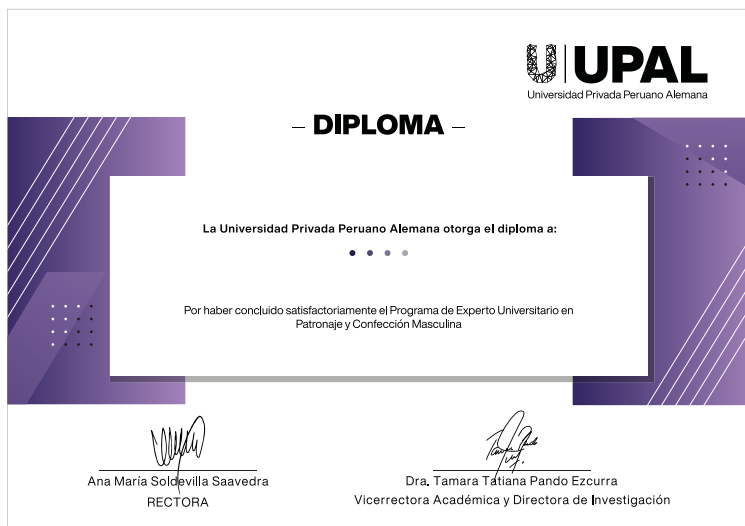 UPAL
Universidad Privada Peruano Alemana
– DIPLOMA –
La Universidad Privada Peruano Alemana otorga el diploma a:
Por haber concluido satisfactoriamente el Programa de Experto Universitario en
Patronaje y Confección Masculina
Ana María Soldevilla Saavedra
RECTORA
Dra. Tamara Tatiana Pando Ezcurra
Vicerrectora Académica y Directora de Investigación